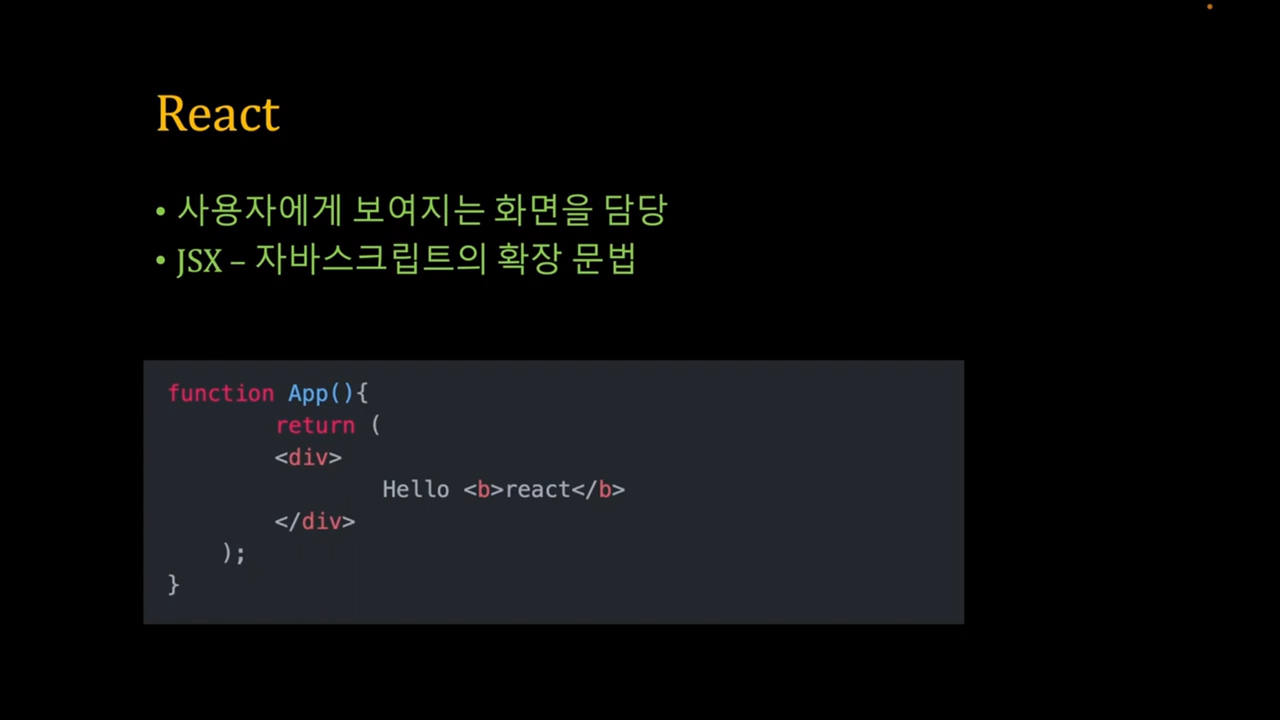 React
• 사용자에게 보여지는 화면을 담당
• JSX – 자바스크립트의 확장 문법
function App(){
return (
<div>
Hello <b>react</b>
</div>
);
}